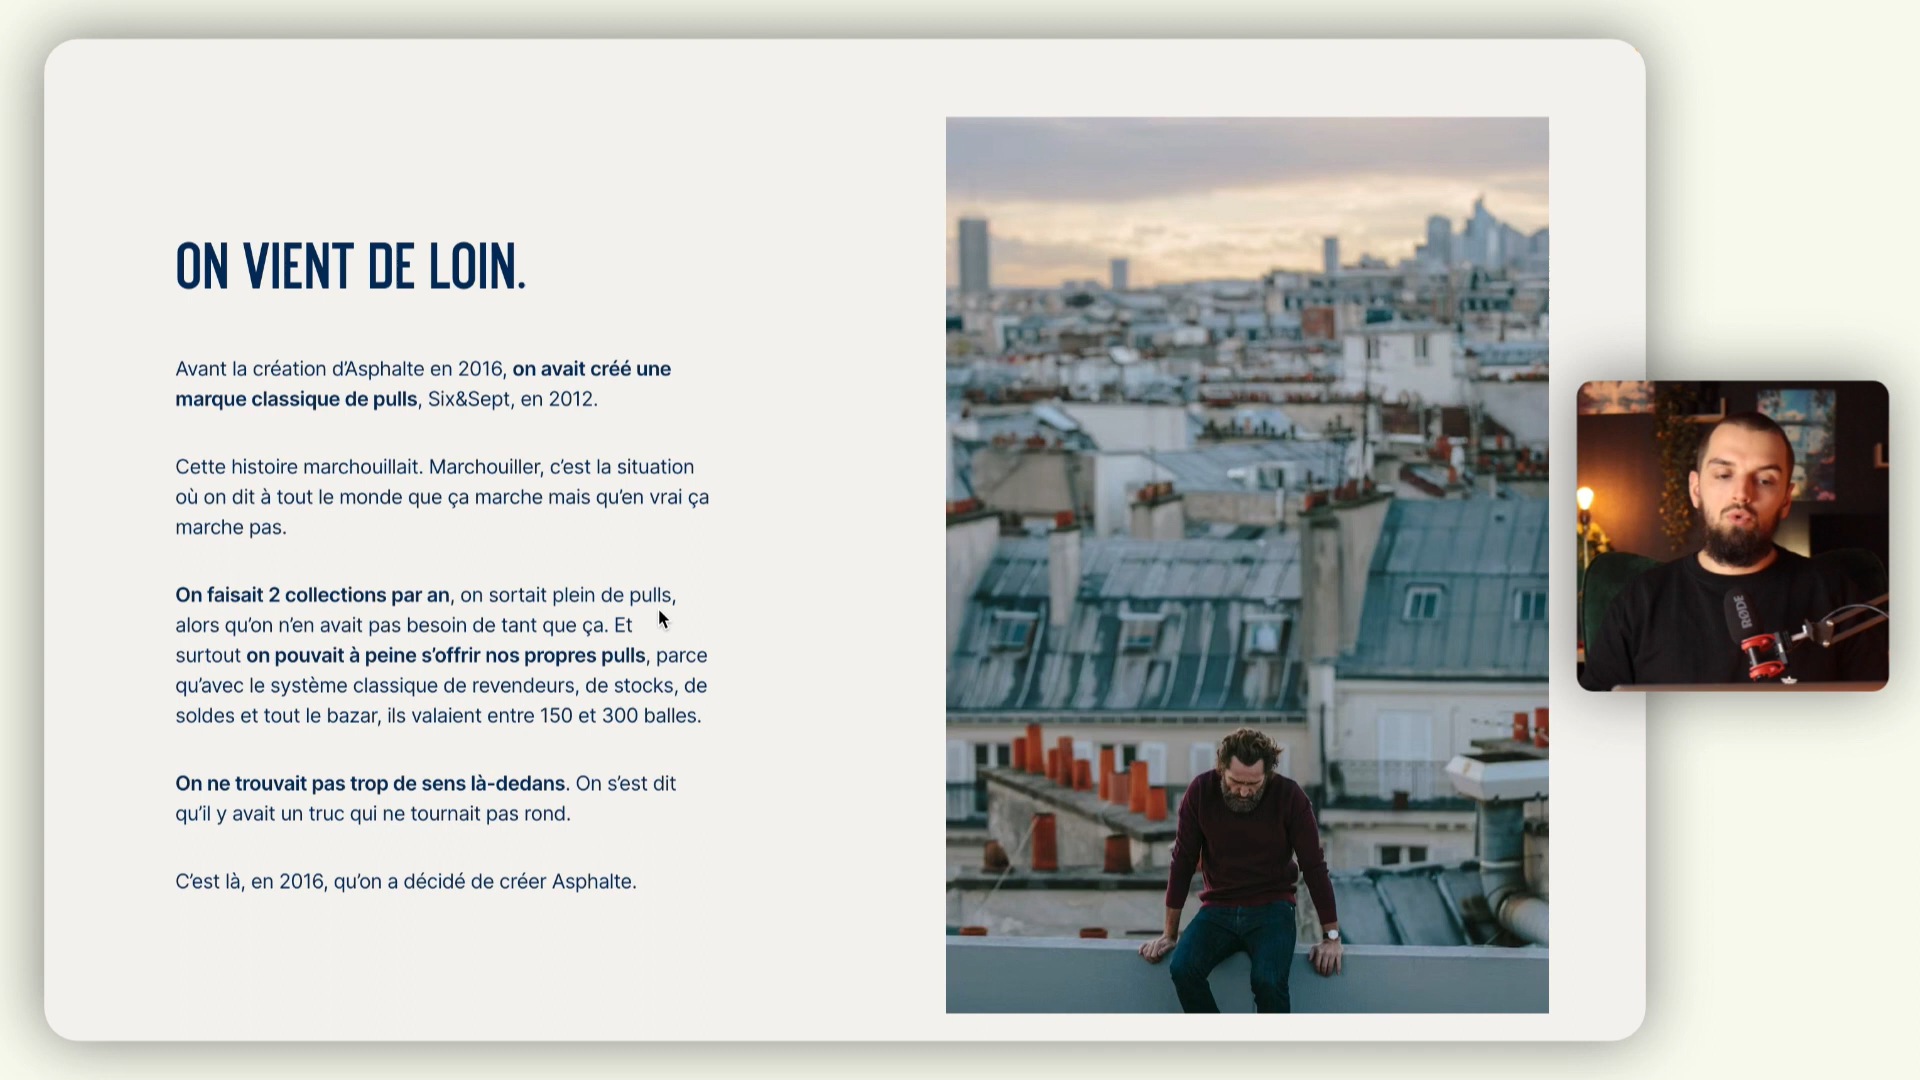 ON VIENT DE LOIN.
Avant la création d'Asphalte en 2016, on avait créé une
marque classique de pulls, Six&Sept, en 2012.
Cette histoire marchouillait. Marchouiller, c'est la situation
où on dit à tout le monde que ça marche mais qu'en vrai ça
marche pas.
On faisait 2 collections par an, on sortait plein de pulls,
alors qu'on n'en avait pas besoin de tant que ça. Et
surtout on pouvait à peine s'offrir nos propres pulls, parce
qu'avec le système classique de revendeurs, de stocks, de
soldes et tout le bazar, ils valaient entre 150 et 300 balles.
On ne trouvait pas trop de sens là-dedans. On s'est dit
qu'il y avait un truc qui ne tournait pas rond.
C'est là, en 2016, qu'on a décidé de créer Asphalte.
RØDE